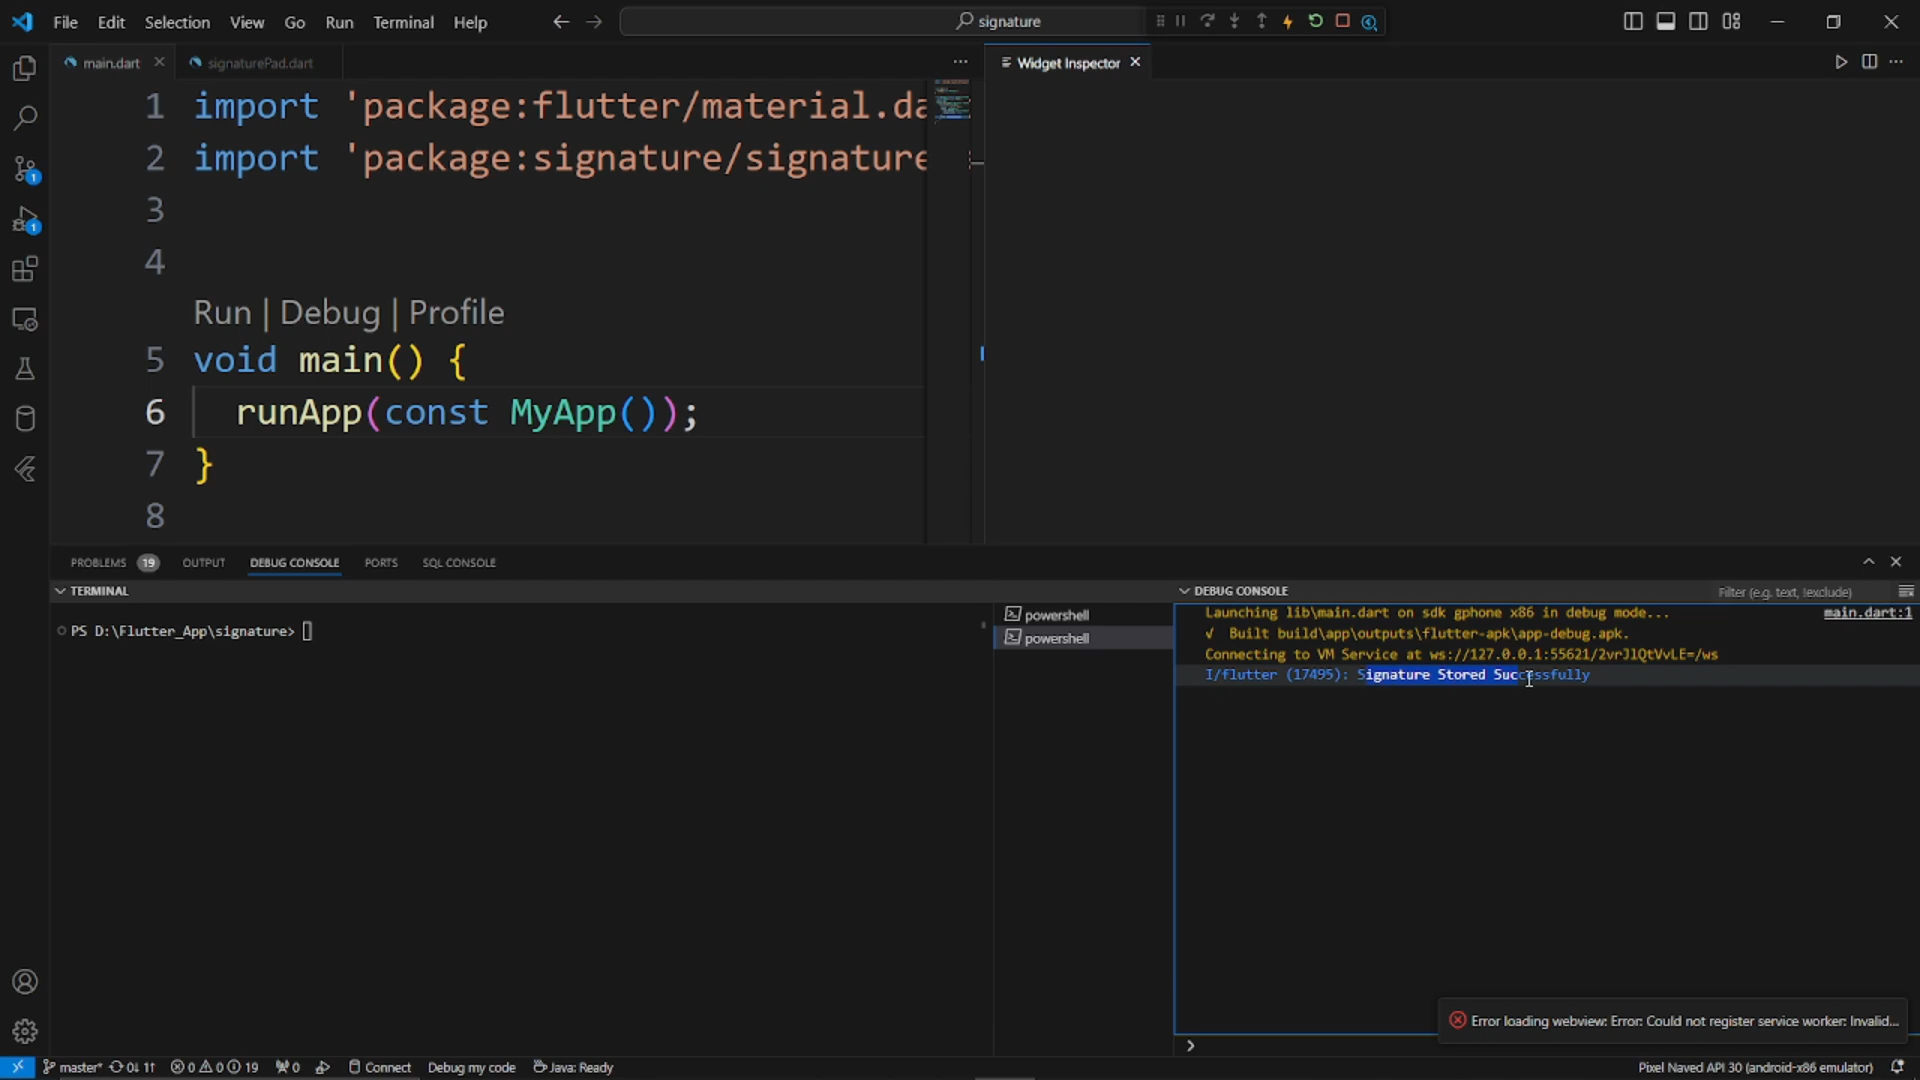 File Edit Selection View Go Run Terminal Help
signature
main.dart
signaturePad.dart
Widget Inspector
1 import 'package:flutter/material.da
2 import 'package:signature/signature
3
4
Run | Debug | Profile
5 void main() {
6 runApp(const MyApp());
7 }
8
PROBLEMS 19 OUTPUT DEBUG CONSOLE PORTS SQL CONSOLE
TERMINAL
PS D:\Flutter_App\signature>
powershell
powershell
DEBUG CONSOLE
Filter (e.g. text, !exclude)
Launching lib\main.dart on sdk gphone x86 in debug mode...
main.dart:1
√ Built build\app\outputs\flutter-apk\app-debug.apk.
Connecting to VM Service at ws://127.0.0.1:55621/2vrJlQtVvLE=/ws
I/flutter (17495): Signature Stored Successfully
Error loading webview: Error: Could not register service worker: Invalid...
1
1
master* 0↓ 1↑ 0 0 19 0 Connect Debug my code Java: Ready
Pixel Naved API 30 (android-x86 emulator)